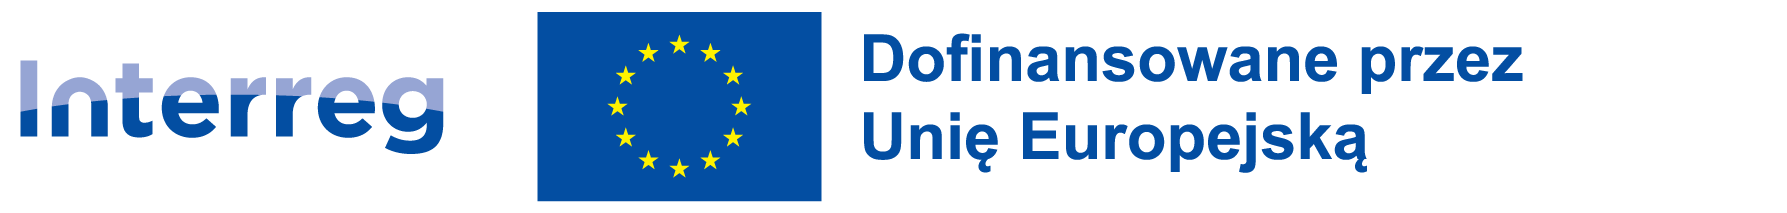 Interreg
Dofinansowane przez
Unię Europejską